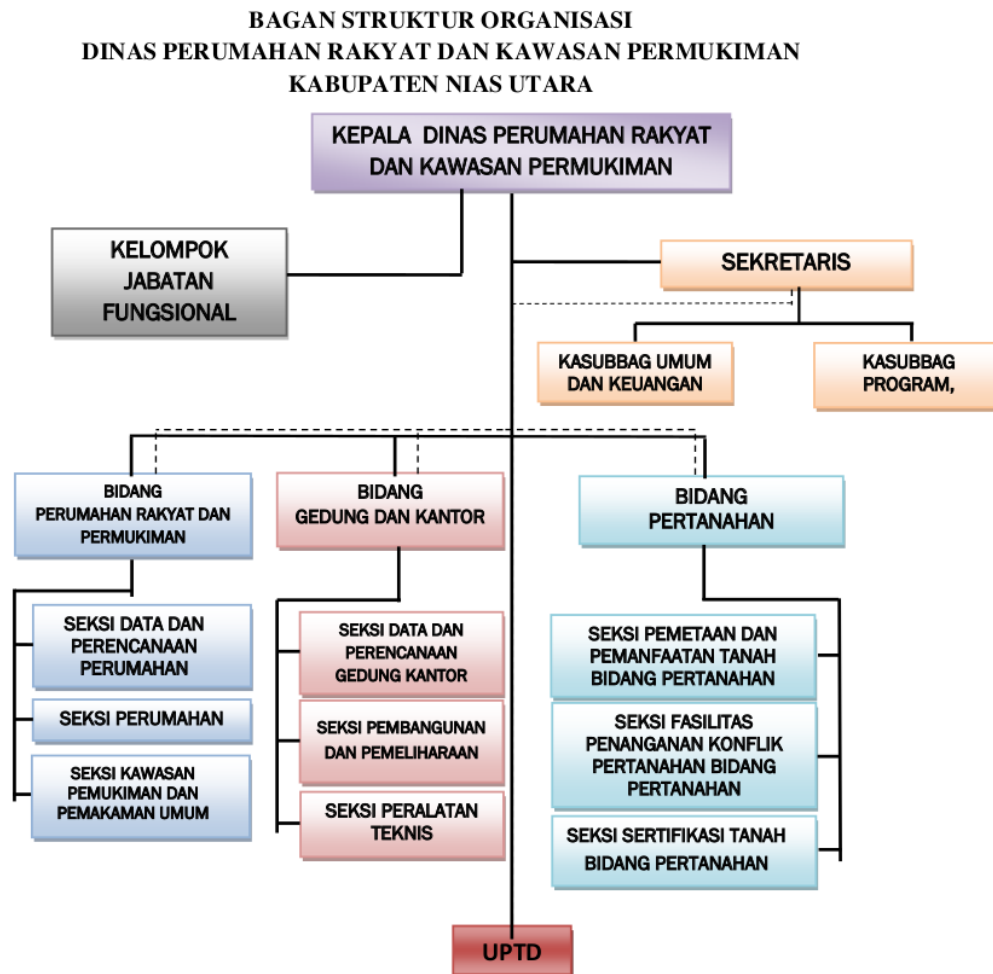 BAGAN STRUKTUR ORGANISASI
DINAS PERUMAHAN RAKYAT DAN KAWASAN PERMUKIMAN
KABUPATEN NIAS UTARA
KEPALA DINAS PERUMAHAN RAKYAT
DAN KAWASAN PERMUKIMAN
KELOMPOK
JABATAN
FUNGSIONAL
SEKRETARIS
KASUBBAG UMUM
DAN KEUANGAN
KASUBBAG
PROGRAM,
BIDANG
PERUMAHAN RAKYAT DAN
PERMUKIMAN
SEKSI DATA DAN
PERENCANAAN
PERUMAHAN
SEKSI PERUMAHAN
SEKSI KAWASAN
PEMUKIMAN DAN
PEMAKAMAN UMUM
BIDANG
GEDUNG DAN KANTOR
SEKSI DATA DAN
PERENCANAAN
GEDUNG KANTOR
SEKSI PEMBANGUNAN
DAN PEMELIHARAAN
SEKSI PERALATAN
TEKNIS
BIDANG
PERTANAHAN
SEKSI PEMETAAN DAN
PEMANFAATAN TANAH
BIDANG PERTANAHAN
SEKSI FASILITAS
PENANGANAN KONFLIK
PERTANAHAN BIDANG
PERTANAHAN
SEKSI SERTIFIKASI TANAH
BIDANG PERTANAHAN
UPTD